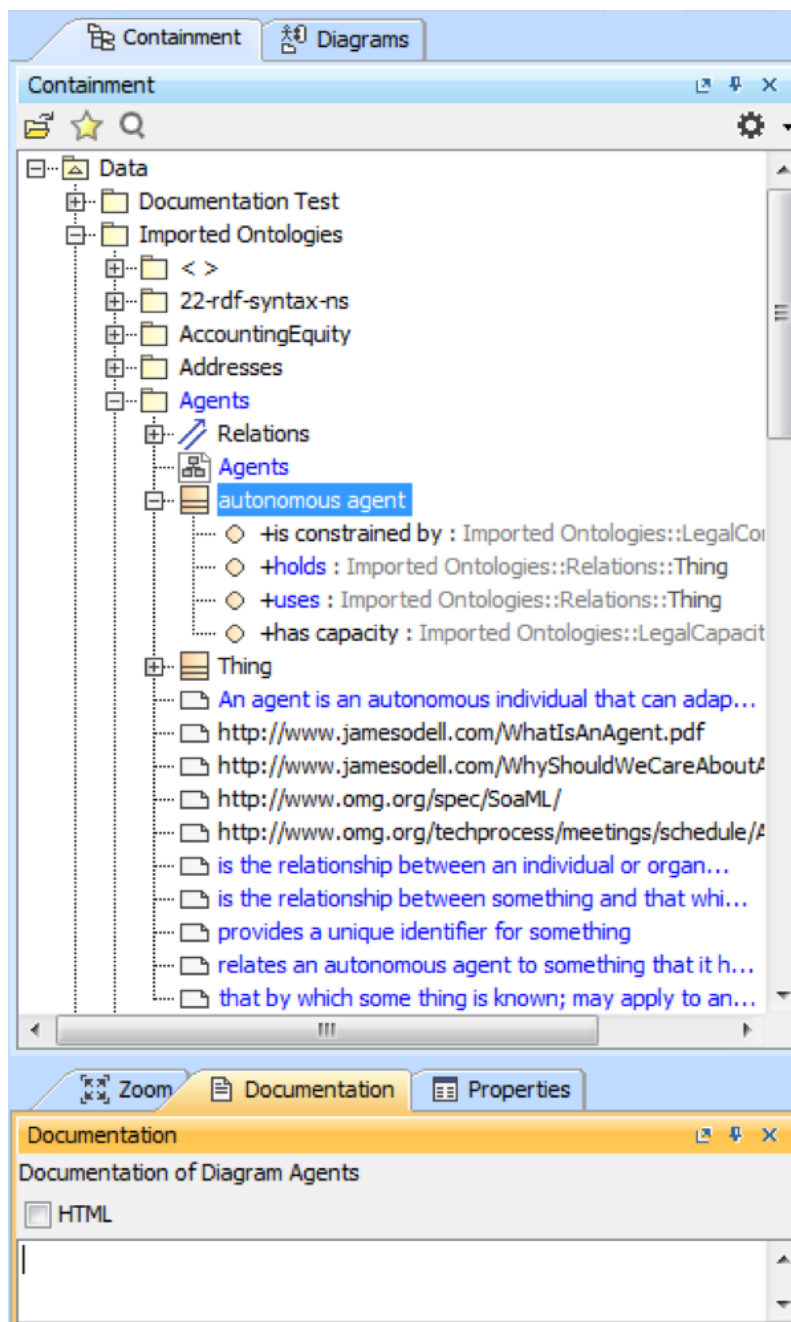 Containment Diagrams
Containment
Data
Documentation Test
Imported Ontologies
< >
22-rdf-syntax-ns
AccountingEquity
Addresses
Agents
Relations
Agents
autonomous agent
+is constrained by : Imported Ontologies::LegalCo
+holds : Imported Ontologies::Relations::Thing
+uses : Imported Ontologies::Relations::Thing
+has capacity : Imported Ontologies::LegalCapacit
Thing
An agent is an autonomous individual that can adap...
http://www.jamesodell.com/WhatIsAnAgent.pdf
http://www.jamesodell.com/WhyShouldWeCareAboutA
http://www.omg.org/spec/SoaML/
http://www.omg.org/techprocess/meetings/schedule/A
is the relationship between an individual or organ...
is the relationship between something and that whi...
provides a unique identifier for something
relates an autonomous agent to something that it h...
that by which some thing is known; may apply to an...
Zoom Documentation Properties
Documentation
Documentation of Diagram Agents
HTML